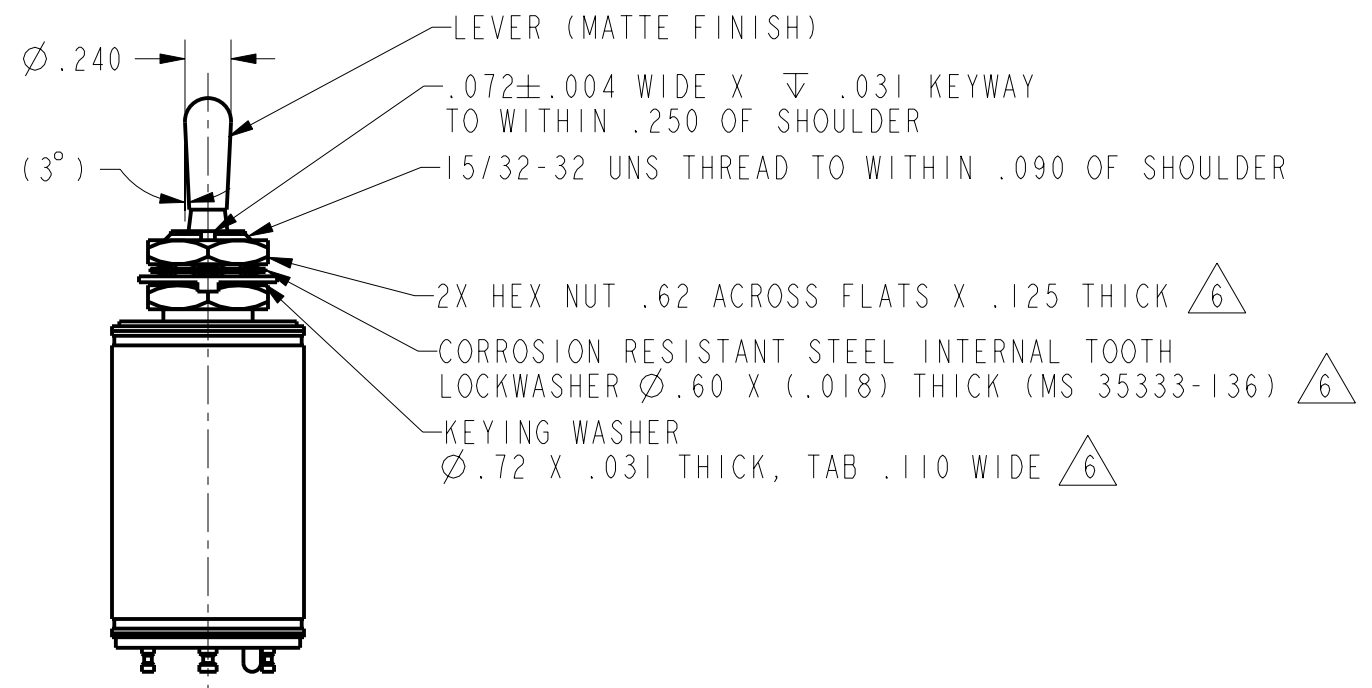 LEVER (MATTE FINISH)
Ø.240
.072±.004 WIDE X ↧ .031 KEYWAY
TO WITHIN .250 OF SHOULDER
(3°)
15/32-32 UNS THREAD TO WITHIN .090 OF SHOULDER
2X HEX NUT .62 ACROSS FLATS X .125 THICK 6
CORROSION RESISTANT STEEL INTERNAL TOOTH
LOCKWASHER Ø.60 X (.018) THICK (MS 35333-136) 6
KEYING WASHER
Ø.72 X .031 THICK, TAB .110 WIDE 6